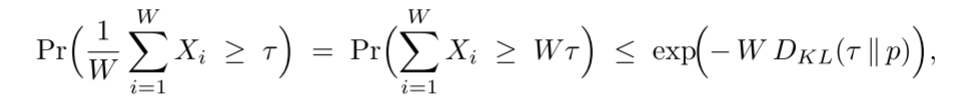 Pr(1/W ∑_{i=1}^{W} X_i ≥ τ) = Pr(∑_{i=1}^{W} X_i ≥ Wτ) ≤ exp(−W D_{KL}(τ ∥ p)),